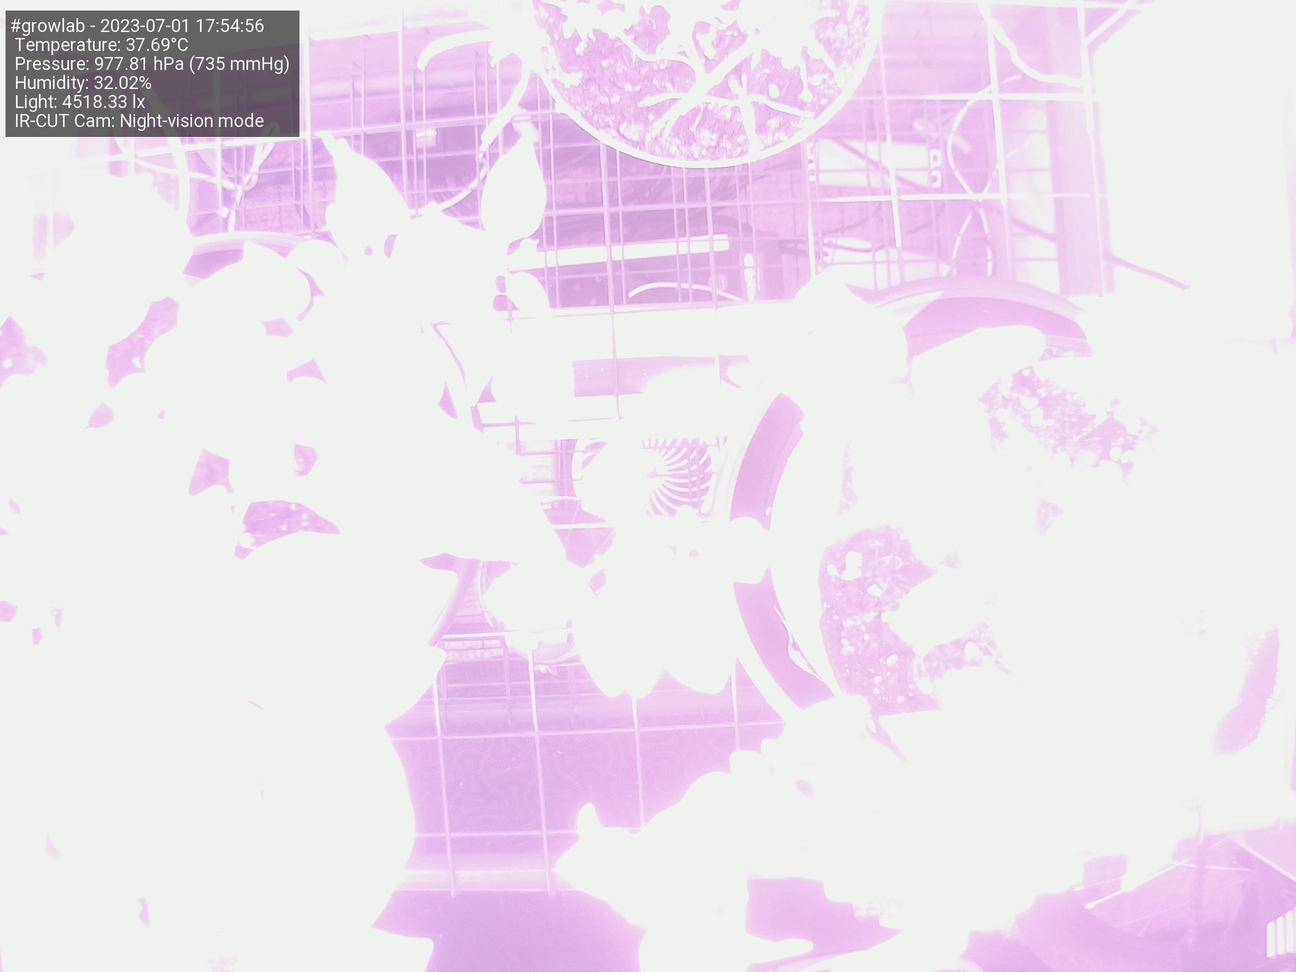 #growlab - 2023-07-01 17:54:56
Temperature: 37.69°C
Pressure: 977.81 hPa (735 mmHg)
Humidity: 32.02%
Light: 4518.33 lx
IR-CUT Cam: Night-vision mode